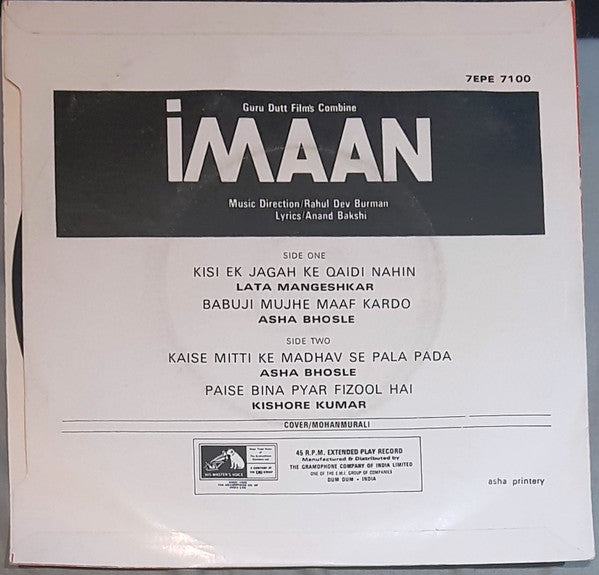 7EPE 7100
Guru Dutt Film's Combine
iMAAN
Music Direction/Rahul Dev Burman
Lyrics/Anand Bakshi
SIDE ONE
KISI EK JAGAH KE QAIDI NAHIN
LATA MANGESHKAR
BABUJI MUJHE MAAF KARDO
ASHA BHOSLE
SIDE TWO
KAISE MITTI KE MADHAV SE PALA PADA
ASHA BHOSLE
PAISE BINA PYAR FIZOOL HAI
KISHORE KUMAR
COVER/MOHANMURALI
HIS MASTER'S VOICE
45 R.P.M. EXTENDED PLAY RECORD
Manufactured & Distributed by
THE GRAMOPHONE COMPANY OF INDIA LIMITED
ONE OF THE E.M.I. GROUP OF COMPANIES
DUM DUM • INDIA
asha printery